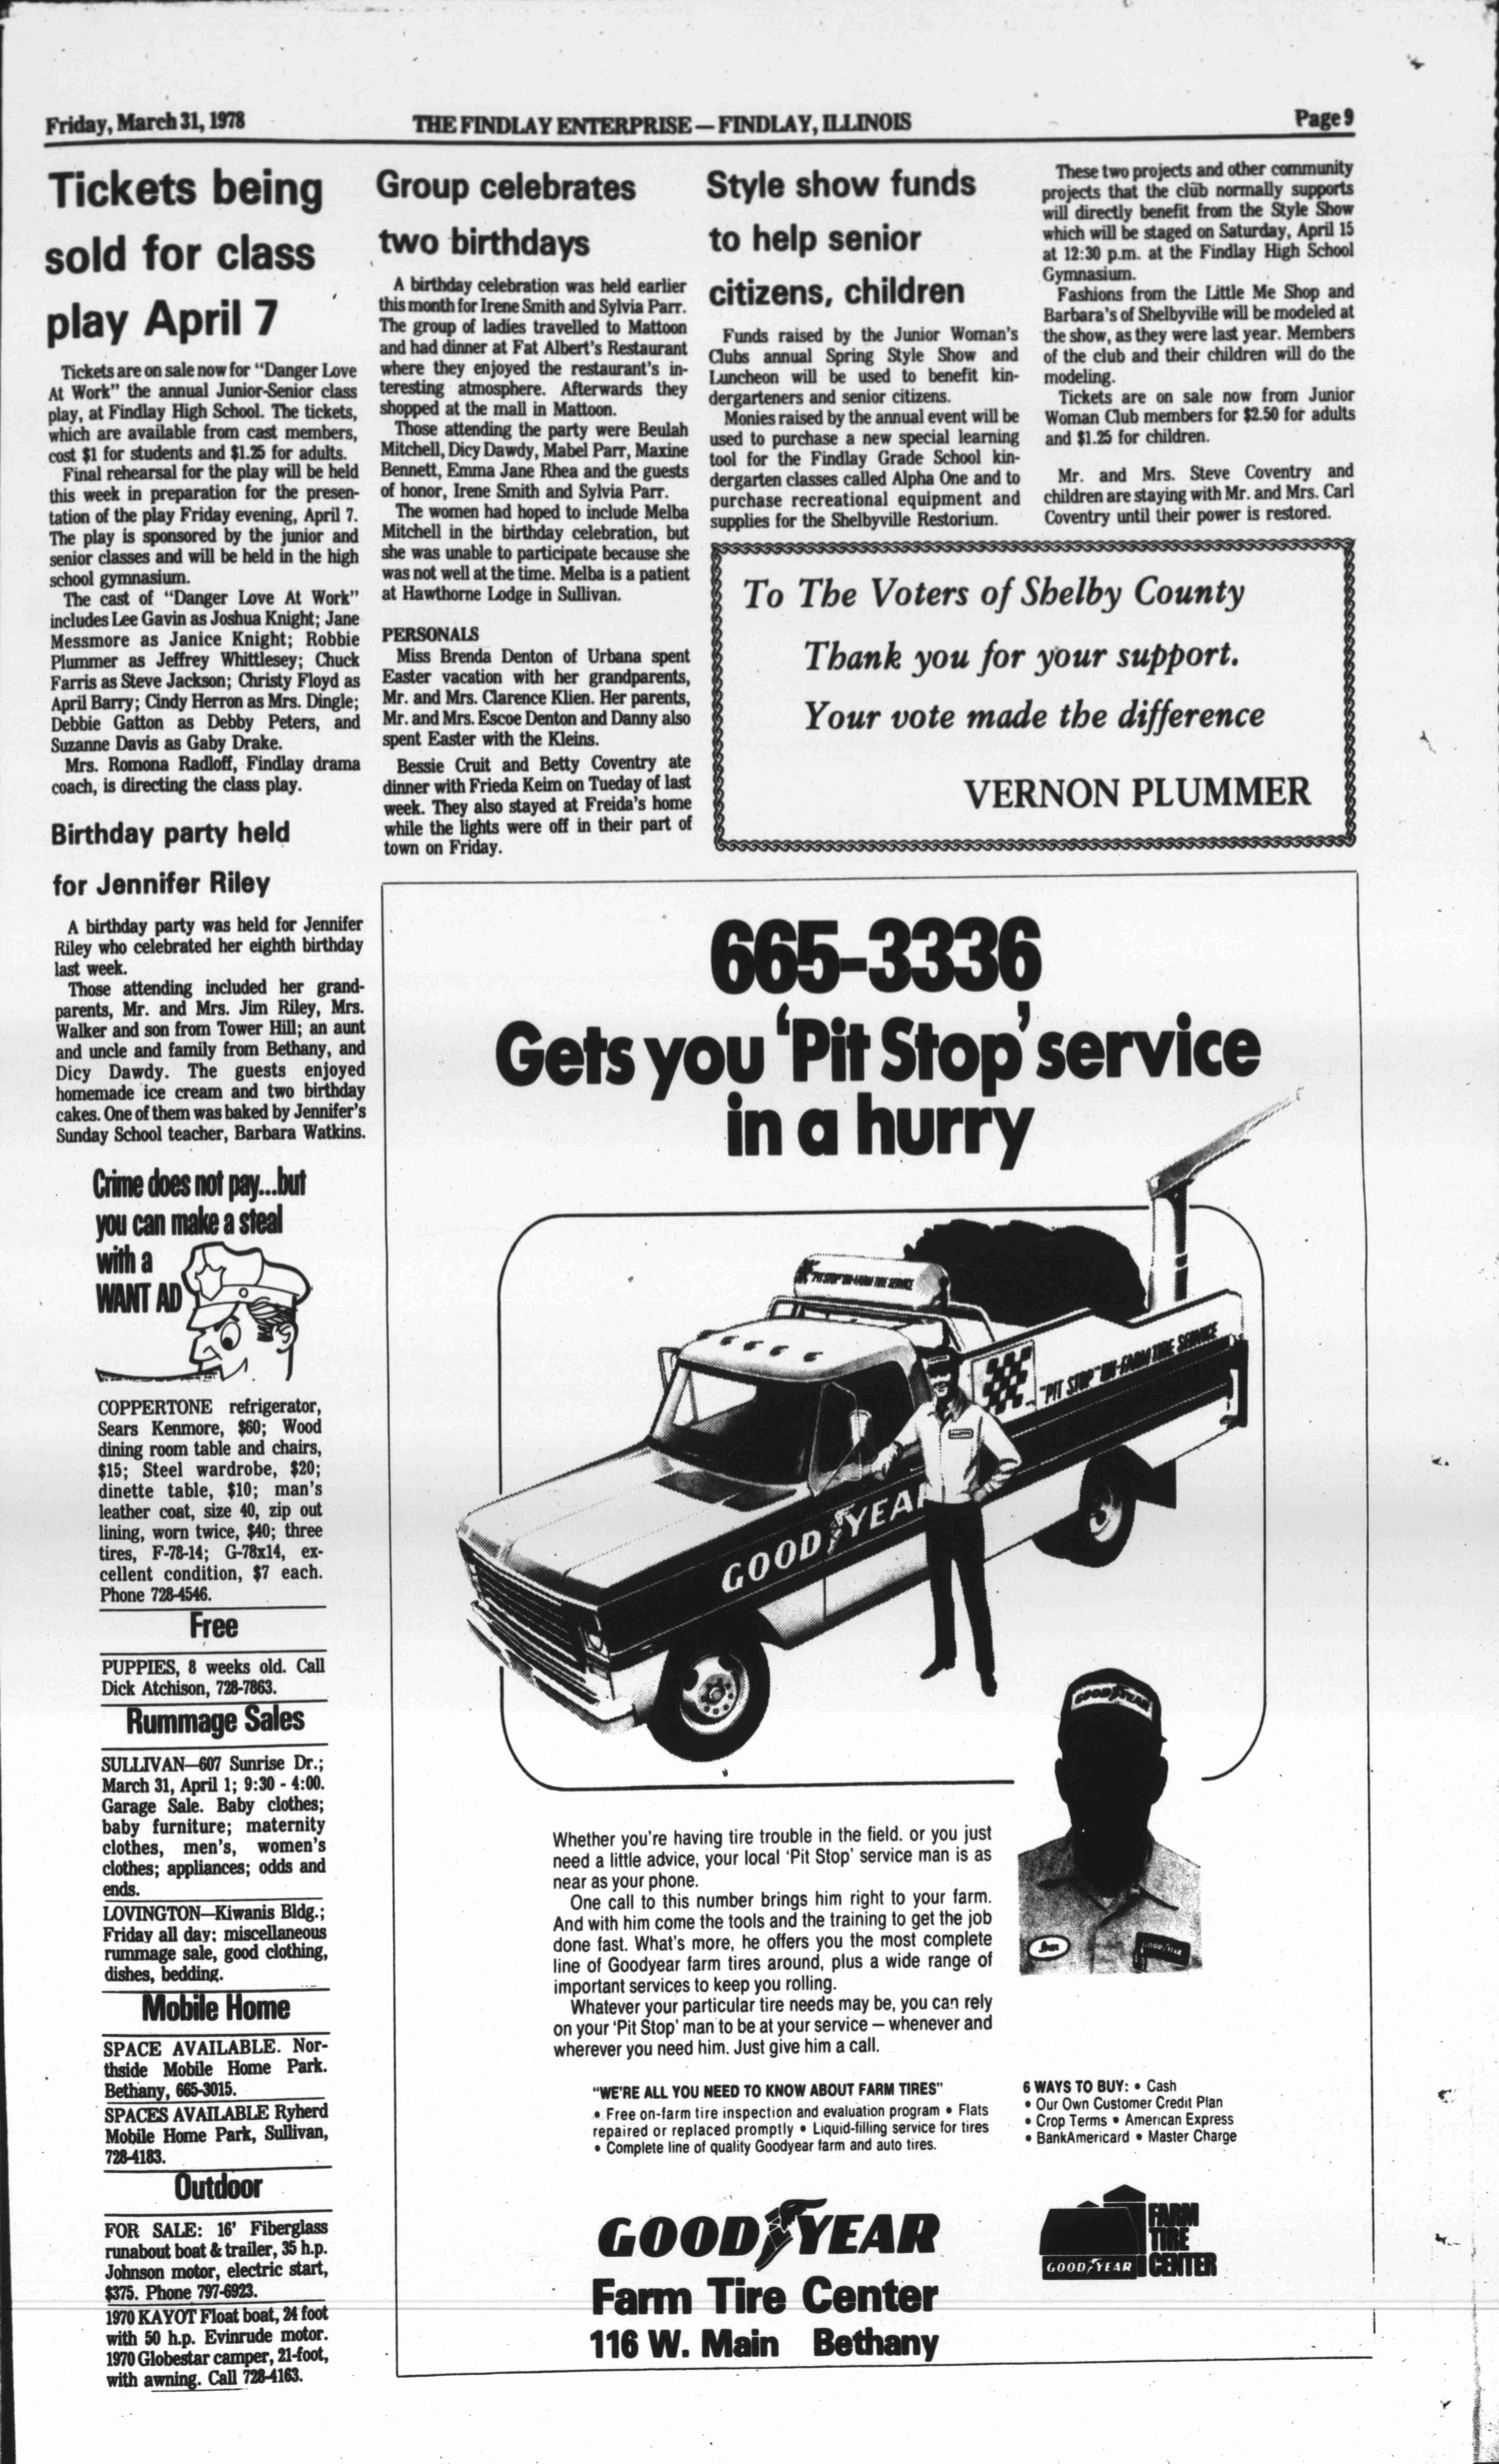 Friday, March 31, 1978
THE FINDLAY ENTERPRISE — FINDLAY, ILLINOIS
Page 9
Tickets being
sold for class
play April 7
Tickets are on sale now for “Danger Love
At Work” the annual Junior-Senior class
play, at Findlay High School. The tickets,
which are available from cast members,
cost $1 for students and $1.25 for adults.
Final rehearsal for the play will be held
this week in preparation for the presen-
tation of the play Friday evening, April 7.
The play is sponsored by the junior and
senior classes and will be held in the high
school gymnasium.
The cast of “Danger Love At Work”
includes Lee Gavin as Joshua Knight; Jane
Messmore as Janice Knight; Robbie
Plummer as Jeffrey Whittlesey; Chuck
Farris as Steve Jackson; Christy Floyd as
April Barry; Cindy Herron as Mrs. Dingle;
Debbie Gatton as Debby Peters, and
Suzanne Davis as Gaby Drake.
Mrs. Romona Radloff, Findlay drama
coach, is directing the class play.
Birthday party held
for Jennifer Riley
A birthday party was held for Jennifer
Riley who celebrated her eighth birthday
last week.
Those attending included her grand-
parents, Mr. and Mrs. Jim Riley, Mrs.
Walker and son from Tower Hill; an aunt
and uncle and family from Bethany, and
Dicy Dawdy. The guests enjoyed
homemade ice cream and two birthday
cakes. One of them was baked by Jennifer's
Sunday School teacher, Barbara Watkins.
Crime does not pay...but
you can make a steal
with a
WANT AD
COPPERTONE refrigerator,
Sears Kenmore, $60; Wood
dining room table and chairs,
$15; Steel wardrobe, $20;
dinette table, $10; man's
leather coat, size 40, zip out
lining, worn twice, $40; three
tires, F-78-14; G-78x14, ex-
cellent condition, $7 each.
Phone 728-4546.
Free
PUPPIES, 8 weeks old. Call
Dick Atchison, 728-7863.
Rummage Sales
SULLIVAN—607 Sunrise Dr.;
March 31, April 1; 9:30 - 4:00.
Garage Sale. Baby clothes;
baby furniture; maternity
clothes, men's, women's
clothes; appliances; odds and
ends.
LOVINGTON—Kiwanis Bldg.;
Friday all day; miscellaneous
rummage sale, good clothing,
dishes, bedding.
Mobile Home
SPACE AVAILABLE. Nor-
thside Mobile Home Park.
Bethany, 665-3015.
SPACES AVAILABLE Ryherd
Mobile Home Park, Sullivan,
728-4183.
Outdoor
FOR SALE: 16' Fiberglass
runabout boat & trailer, 35 h.p.
Johnson motor, electric start,
$375. Phone 797-6923.
1970 KAYOT Float boat, 24 foot
with 50 h.p. Evinrude motor.
1970 Globestar camper, 21-foot,
with awning. Call 728-4163.
Group celebrates
two birthdays
A birthday celebration was held earlier
this month for Irene Smith and Sylvia Parr.
The group of ladies travelled to Mattoon
and had dinner at Fat Albert's Restaurant
where they enjoyed the restaurant's in-
teresting atmosphere. Afterwards they
shopped at the mall in Mattoon.
Those attending the party were Beulah
Mitchell, Dicy Dawdy, Mabel Parr, Maxine
Bennett, Emma Jane Rhea and the guests
of honor, Irene Smith and Sylvia Parr.
The women had hoped to include Melba
Mitchell in the birthday celebration, but
she was unable to participate because she
was not well at the time. Melba is a patient
at Hawthorne Lodge in Sullivan.
PERSONALS
Miss Brenda Denton of Urbana spent
Easter vacation with her grandparents,
Mr. and Mrs. Clarence Klien. Her parents,
Mr. and Mrs. Escoe Denton and Danny also
spent Easter with the Kleins.
Bessie Cruit and Betty Coventry ate
dinner with Frieda Keim on Tueday of last
week. They also stayed at Freida's home
while the lights were off in their part of
town on Friday.
Style show funds
to help senior
citizens, children
Funds raised by the Junior Woman's
Clubs annual Spring Style Show and
Luncheon will be used to benefit kin-
dergarteners and senior citizens.
Monies raised by the annual event will be
used to purchase a new special learning
tool for the Findlay Grade School kin-
dergarten classes called Alpha One and to
purchase recreational equipment and
supplies for the Shelbyville Restorium.
These two projects and other community
projects that the club normally supports
will directly benefit from the Style Show
which will be staged on Saturday, April 15
at 12:30 p.m. at the Findlay High School
Gymnasium.
Fashions from the Little Me Shop and
Barbara's of Shelbyville will be modeled at
the show, as they were last year. Members
of the club and their children will do the
modeling.
Tickets are on sale now from Junior
Woman Club members for $2.50 for adults
and $1.25 for children.
Mr. and Mrs. Steve Coventry and
children are staying with Mr. and Mrs. Carl
Coventry until their power is restored.
To The Voters of Shelby County
Thank you for your support.
Your vote made the difference
VERNON PLUMMER
665-3336
Gets you 'Pit Stop' service
in a hurry
"PIT STOP" ON-FARM TIRE SERVICE
"PIT STOP" ON-FARM TIRE SERVICE
GOODYEAR
GOODYEAR
GOODYEAR
Whether you're having tire trouble in the field. or you just
need a little advice, your local 'Pit Stop' service man is as
near as your phone.
One call to this number brings him right to your farm.
And with him come the tools and the training to get the job
done fast. What's more, he offers you the most complete
line of Goodyear farm tires around, plus a wide range of
important services to keep you rolling.
Whatever your particular tire needs may be, you can rely
on your 'Pit Stop' man to be at your service — whenever and
wherever you need him. Just give him a call.
"WE'RE ALL YOU NEED TO KNOW ABOUT FARM TIRES"
• Free on-farm tire inspection and evaluation program • Flats
repaired or replaced promptly • Liquid-filling service for tires
• Complete line of quality Goodyear farm and auto tires.
6 WAYS TO BUY: • Cash
• Our Own Customer Credit Plan
• Crop Terms • American Express
• BankAmericard • Master Charge
GOODYEAR
Farm Tire Center
116 W. Main Bethany
GOODYEAR
FARM
TIRE
CENTER